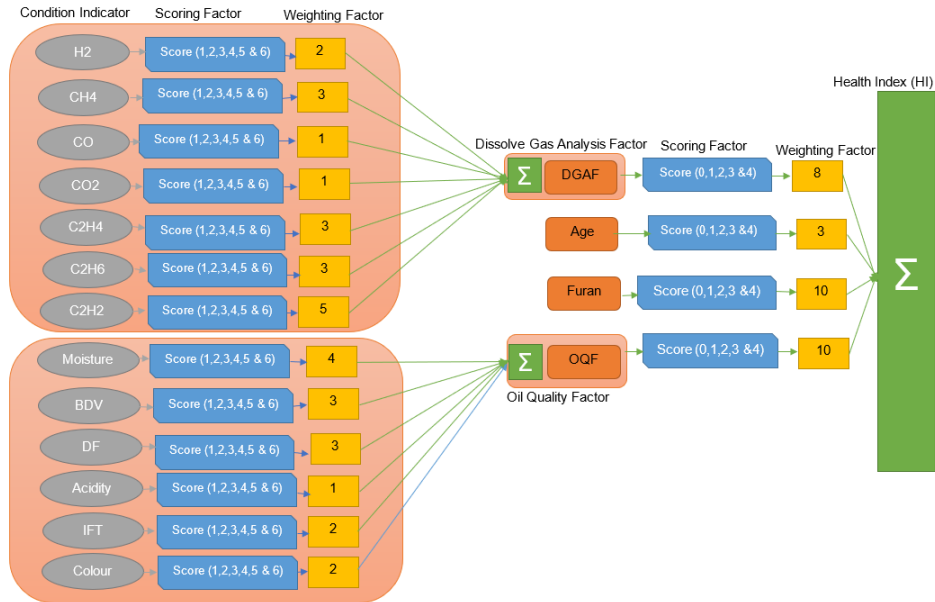 Condition Indicator Scoring Factor Weighting Factor
H2 Score (1,2,3,4,5 & 6) 2
CH4 Score (1,2,3,4,5 & 6) 3
CO Score (1,2,3,4,5 & 6) 1
CO2 Score (1,2,3,4,5 & 6) 1
C2H4 Score (1,2,3,4,5 & 6) 3
C2H6 Score (1,2,3,4,5 & 6) 3
C2H2 Score (1,2,3,4,5 & 6) 5
Moisture Score (1,2,3,4,5 & 6) 4
BDV Score (1,2,3,4,5 & 6) 3
DF Score (1,2,3,4,5 & 6) 3
Acidity Score (1,2,3,4,5 & 6) 1
IFT Score (1,2,3,4,5 & 6) 2
Colour Score (1,2,3,4,5 & 6) 2
Dissolve Gas Analysis Factor Scoring Factor Weighting Factor
Σ DGAF Score (0,1,2,3 &4) 8
Age Score (0,1,2,3 &4) 3
Furan Score (0,1,2,3 &4) 10
Σ OQF Score (0,1,2,3 &4) 10
Oil Quality Factor
Health Index (HI)
Σ